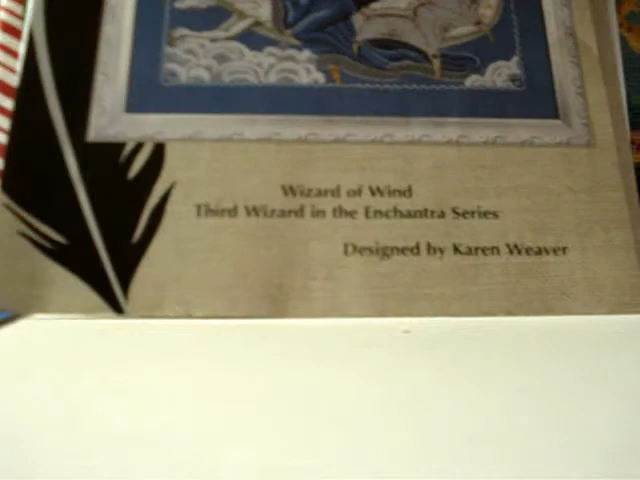 Wizard of Wind
Third Wizard in the Enchantra Series
Designed by Karen Weaver